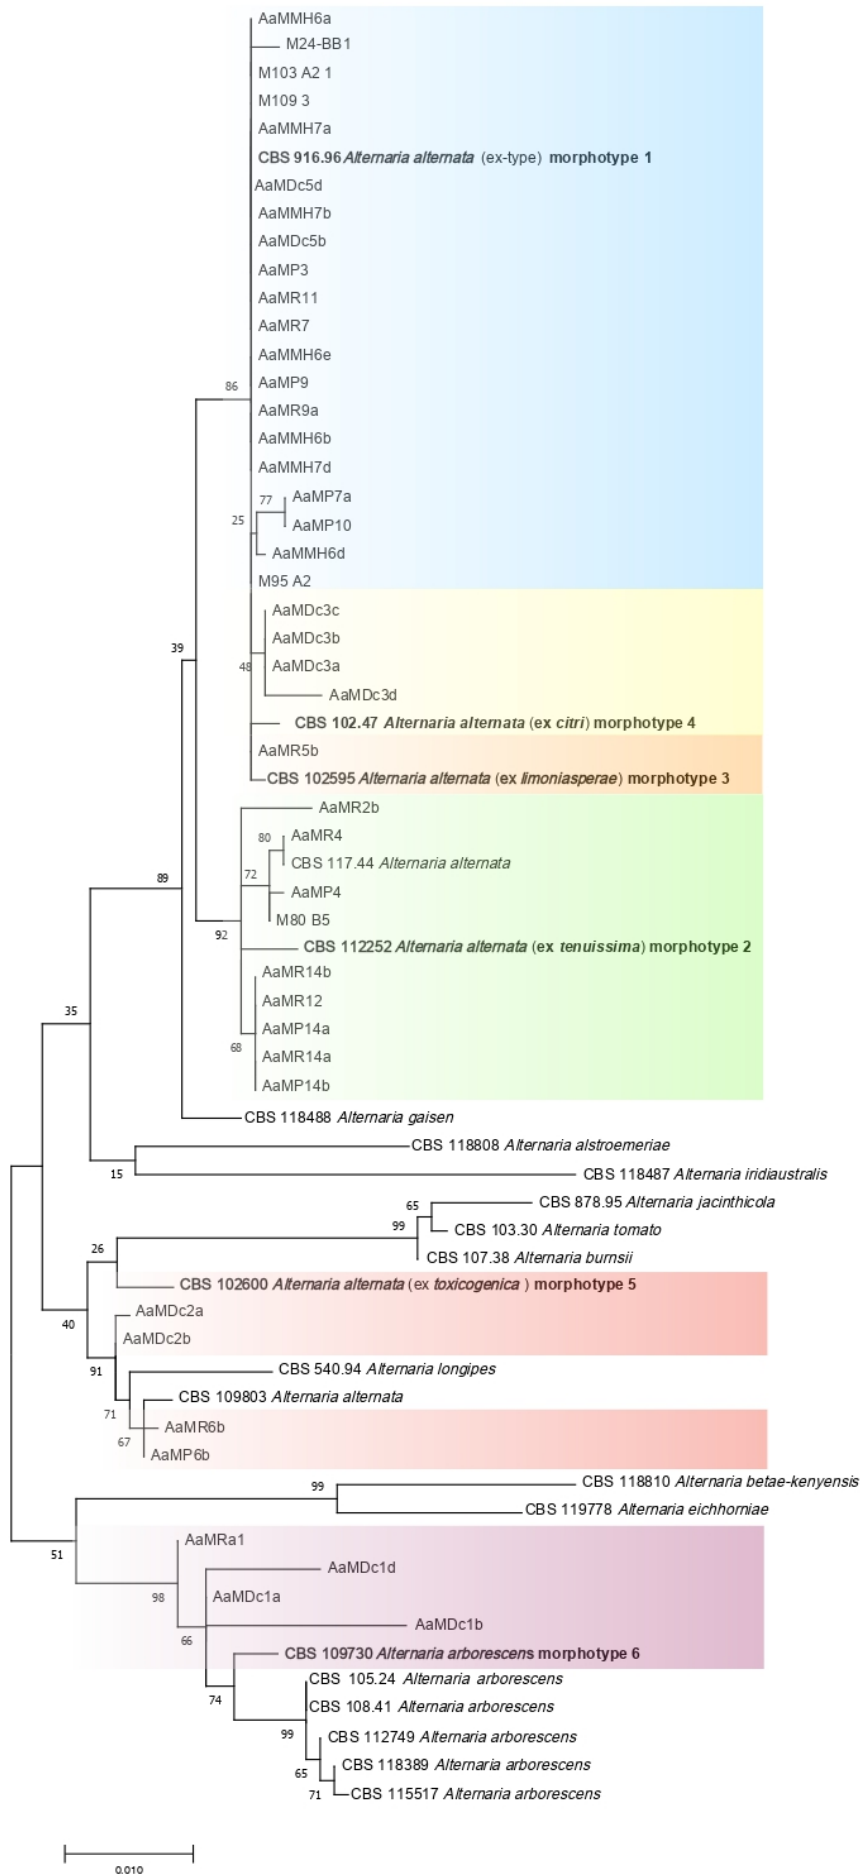 AaMMH6a
M24-BB1
M103 A2 1
M109 3
AaMMH7a
CBS 916.96 Alternaria alternata (ex-type) morphotype 1
AaMDc5d
AaMMH7b
AaMDc5b
AaMP3
AaMR11
AaMR7
AaMMH6e
AaMP9
86
AaMR9a
AaMMH6b
AaMMH7d
77 AaMP7a
25
AaMP10
AaMMH6d
M95 A2
AaMDc3c
39 AaMDc3b
48 AaMDc3a
AaMDc3d
CBS 102.47 Alternaria alternata (ex citri) morphotype 4
AaMR5b
CBS 102595 Alternaria alternata (ex limoniasperae) morphotype 3
AaMR2b
80 AaMR4
CBS 117.44 Alternaria alternata
89 72
AaMP4
M80 B5
92
CBS 112252 Alternaria alternata (ex tenuissima) morphotype 2
AaMR14b
AaMR12
35
AaMP14a
68
AaMR14a
AaMP14b
CBS 118488 Alternaria gaisen
CBS 118808 Alternaria alstroemeriae
15 CBS 118487 Alternaria iridiaustralis
65 CBS 878.95 Alternaria jacinthicola
99 CBS 103.30 Alternaria tomato
26
CBS 107.38 Alternaria burnsii
CBS 102600 Alternaria alternata (ex toxicogenica ) morphotype 5
AaMDc2a
40
AaMDc2b
91 CBS 540.94 Alternaria longipes
CBS 109803 Alternaria alternata
71
AaMR6b
67
AaMP6b
99 CBS 118810 Alternaria betae-kenyensis
CBS 119778 Alternaria eichhorniae
AaMRa1
51
AaMDc1d
98 AaMDc1a
AaMDc1b
66
CBS 109730 Alternaria arborescens morphotype 6
CBS 105.24 Alternaria arborescens
74 CBS 108.41 Alternaria arborescens
99 CBS 112749 Alternaria arborescens
CBS 118389 Alternaria arborescens
65
71 CBS 115517 Alternaria arborescens
0.010